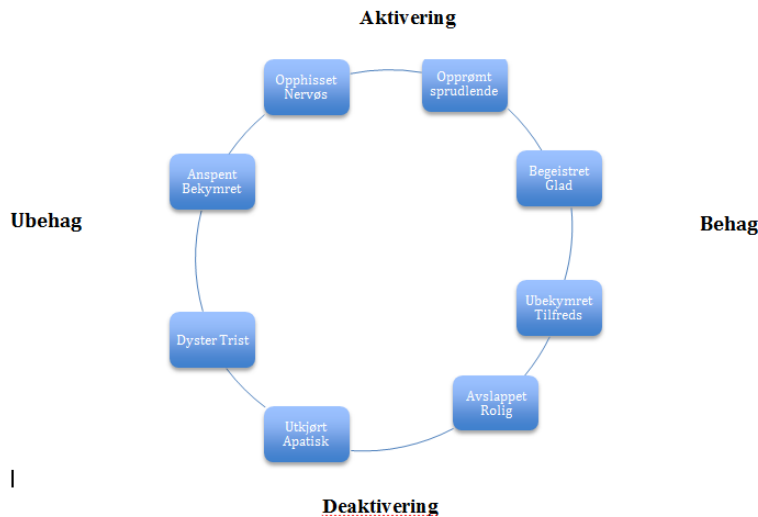 Aktivering
Opphisset
Nervøs
Opprømt
sprudlende
Anspent
Bekymret
Begeistret
Glad
Ubehag
Behag
Ubekymret
Tilfreds
Dyster Trist
Avslappet
Rolig
Utkjørt
Apatisk
Deaktivering